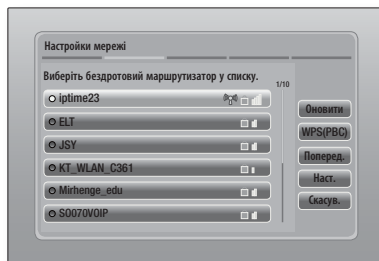 Настройки мережі
Виберіть бездротовий маршрутизатор у списку.
1/10
iptime23
ELT
JSY
KT_WLAN_C361
Mirhenge_edu
SO070VOIP
Оновити
WPS(PBC)
Поперед.
Наст.
Скасув.